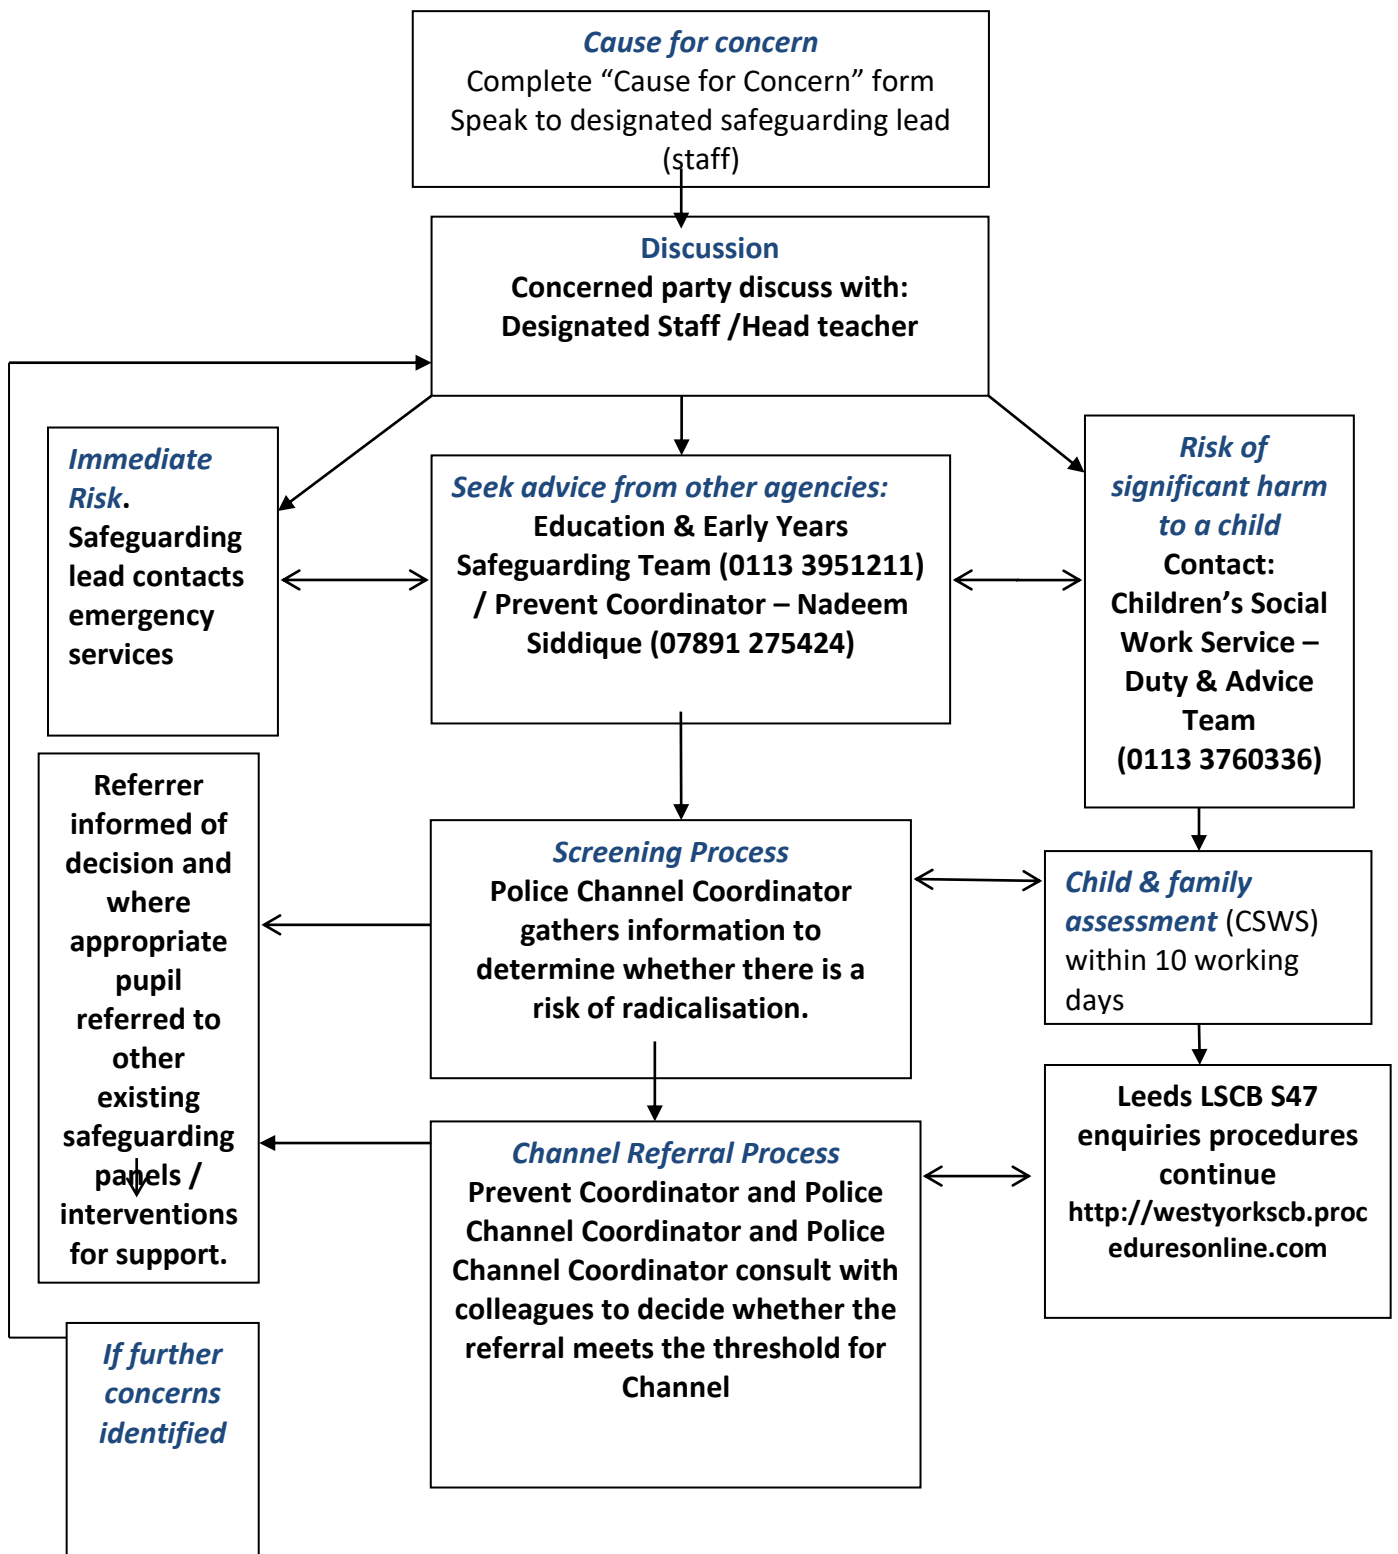 Cause for concern
Complete “Cause for Concern” form
Speak to designated safeguarding lead
(staff)
Discussion
Concerned party discuss with:
Designated Staff /Head teacher
Immediate
Risk.
Safeguarding
lead contacts
emergency
services
Seek advice from other agencies:
Education & Early Years
Safeguarding Team (0113 3951211)
/ Prevent Coordinator – Nadeem
Siddique (07891 275424)
Risk of
significant harm
to a child
Contact:
Children’s Social
Work Service –
Duty & Advice
Team
(0113 3760336)
Referrer
informed of
decision and
where
appropriate
pupil
referred to
other
existing
safeguarding
panels /
interventions
for support.
Screening Process
Police Channel Coordinator
gathers information to
determine whether there is a
risk of radicalisation.
Child & family
assessment (CSWS)
within 10 working
days
Channel Referral Process
Prevent Coordinator and Police
Channel Coordinator and Police
Channel Coordinator consult with
colleagues to decide whether the
referral meets the threshold for
Channel
Leeds LSCB S47
enquiries procedures
continue
http://westyorkscb.proc
eduresonline.com
If further
concerns
identified